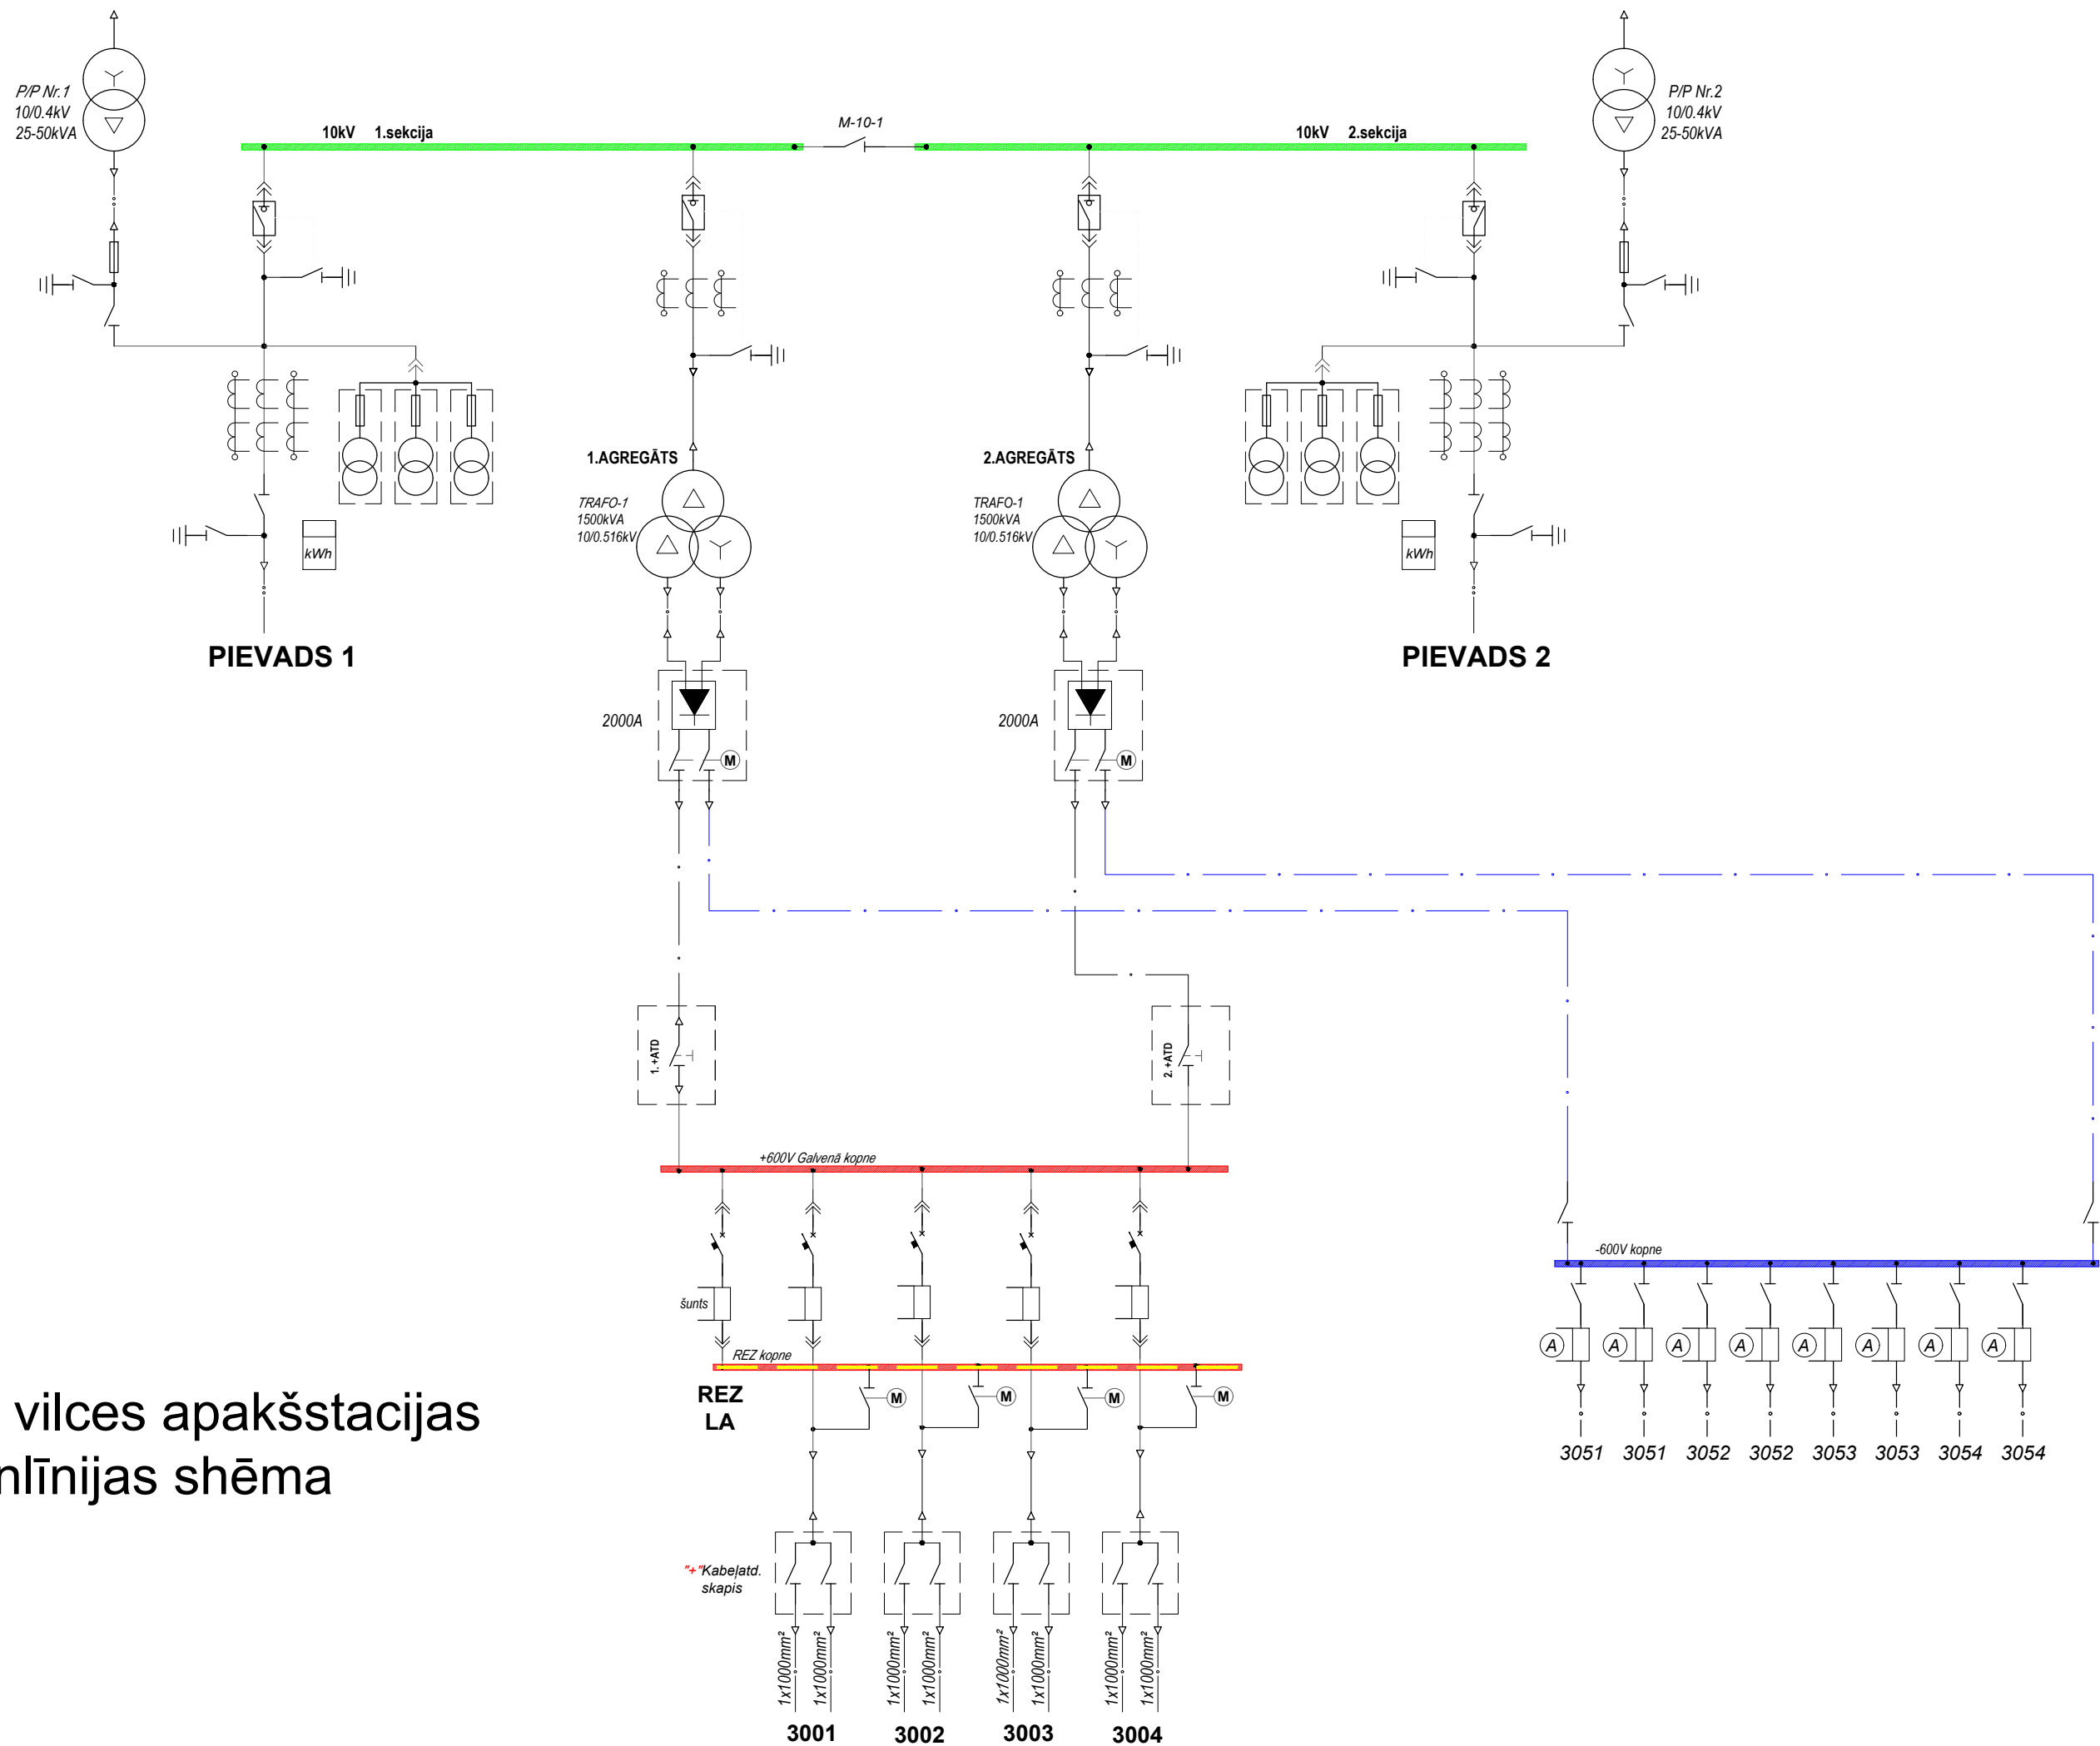 P/P Nr.1
10/0.4kV
25-50kVA
10kV 1.sekcija
M-10-1
10kV 2.sekcija
P/P Nr.2
10/0.4kV
25-50kVA
1.AGREGĀTS
TRAFO-1
1500kVA
10/0.516kV
2.AGREGĀTS
TRAFO-1
1500kVA
10/0.516kV
kWh
kWh
PIEVADS 1
PIEVADS 2
2000A
M
2000A
M
1. +ATD
2. +ATD
+600V Galvenā kopne
-600V kopne
šunts
REZ kopne
A
A
A
A
A
A
A
A
REZ
LA
M
M
M
M
3051
3051
3052
3052
3053
3053
3054
3054
vilces apakšstacijas
nlīnijas shēma
"+"Kabeļatd.
skapis
1x1000mm²
1x1000mm²
1x1000mm²
1x1000mm²
1x1000mm²
1x1000mm²
1x1000mm²
1x1000mm²
3001
3002
3003
3004